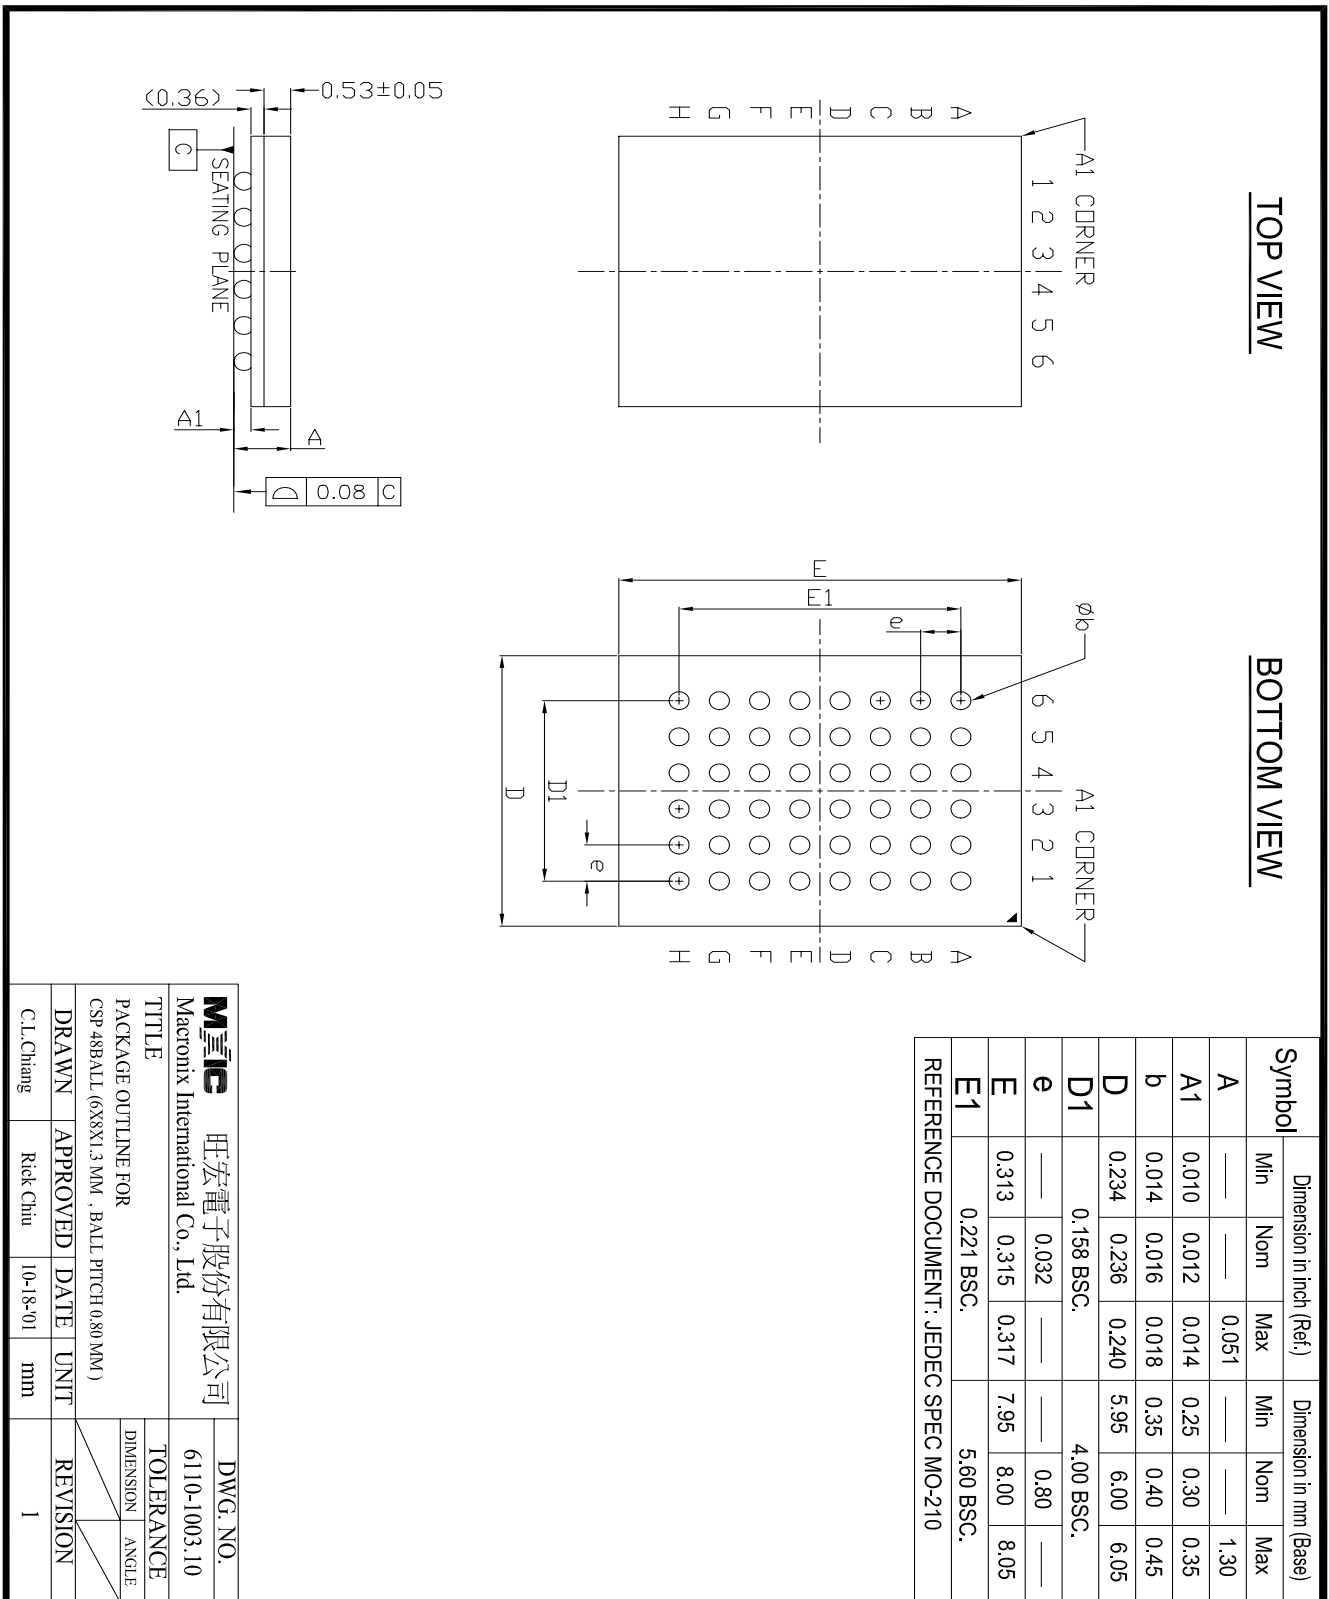 TOP VIEW
A1 CORNER
1 2 3 4 5 6
A
B
C
D
E
F
G
H
BOTTOM VIEW
A1 CORNER
Øb
6 5 4 3 2 1
A
B
C
D
E
F
G
H
e
E1
E
e
D1
D
0.53±0.05
(0.36)
C
SEATING PLANE
A1
A
0.08 C
Symbol Dimension in inch (Ref.) Dimension in mm (Base)
Min Nom Max Min Nom Max
A — — 0.051 — — 1.30
A1 0.010 0.012 0.014 0.25 0.30 0.35
b 0.014 0.016 0.018 0.35 0.40 0.45
D 0.234 0.236 0.240 5.95 6.00 6.05
D1 0.158 BSC. 4.00 BSC.
e — 0.032 — — 0.80 —
E 0.313 0.315 0.317 7.95 8.00 8.05
E1 0.221 BSC. 5.60 BSC.
REFERENCE DOCUMENT: JEDEC SPEC MO-210
MXIC 旺宏電子股份有限公司
Macronix International Co., Ltd.
DWG. NO.
6110-1003.10
TITLE
PACKAGE OUTLINE FOR
CSP 48BALL (6X8X1.3 MM , BALL PITCH 0.80 MM )
TOLERANCE
DIMENSION ANGLE
DRAWN APPROVED DATE UNIT REVISION
C.L.Chiang Rick Chiu 10-18-'01 mm 1